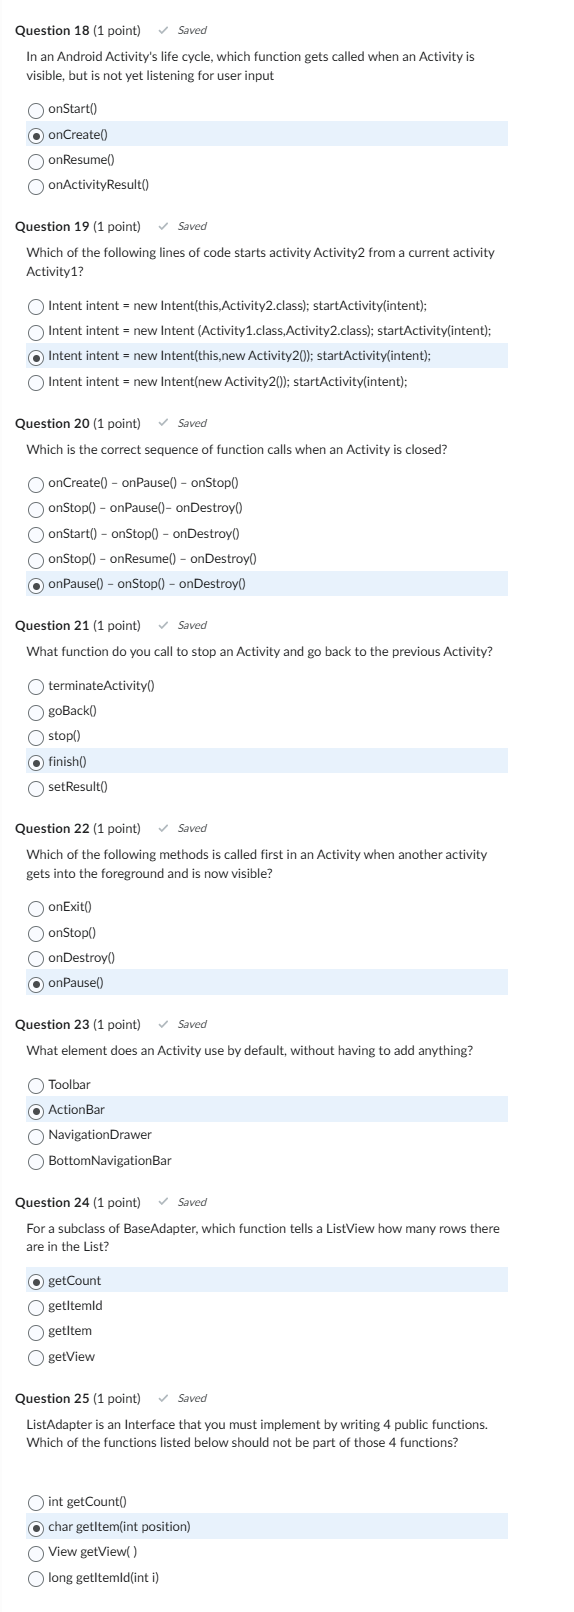 Question 18 (1 point) ✓ Saved
In an Android Activity's life cycle, which function gets called when an Activity is
visible, but is not yet listening for user input
onStart()
onCreate()
onResume()
onActivityResult()
Question 19 (1 point) ✓ Saved
Which of the following lines of code starts activity Activity2 from a current activity
Activity1?
Intent intent = new Intent(this,Activity2.class); startActivity(intent);
Intent intent = new Intent (Activity1.class,Activity2.class); startActivity(intent);
Intent intent = new Intent(this,new Activity2()); startActivity(intent);
Intent intent = new Intent(new Activity2()); startActivity(intent);
Question 20 (1 point) ✓ Saved
Which is the correct sequence of function calls when an Activity is closed?
onCreate() – onPause() – onStop()
onStop() – onPause()– onDestroy()
onStart() – onStop() – onDestroy()
onStop() – onResume() – onDestroy()
onPause() – onStop() – onDestroy()
Question 21 (1 point) ✓ Saved
What function do you call to stop an Activity and go back to the previous Activity?
terminateActivity()
goBack()
stop()
finish()
setResult()
Question 22 (1 point) ✓ Saved
Which of the following methods is called first in an Activity when another activity
gets into the foreground and is now visible?
onExit()
onStop()
onDestroy()
onPause()
Question 23 (1 point) ✓ Saved
What element does an Activity use by default, without having to add anything?
Toolbar
ActionBar
NavigationDrawer
BottomNavigationBar
Question 24 (1 point) ✓ Saved
For a subclass of BaseAdapter, which function tells a ListView how many rows there
are in the List?
getCount
getItemId
getItem
getView
Question 25 (1 point) ✓ Saved
ListAdapter is an Interface that you must implement by writing 4 public functions.
Which of the functions listed below should not be part of those 4 functions?
int getCount()
char getItem(int position)
View getView( )
long getItemId(int i)